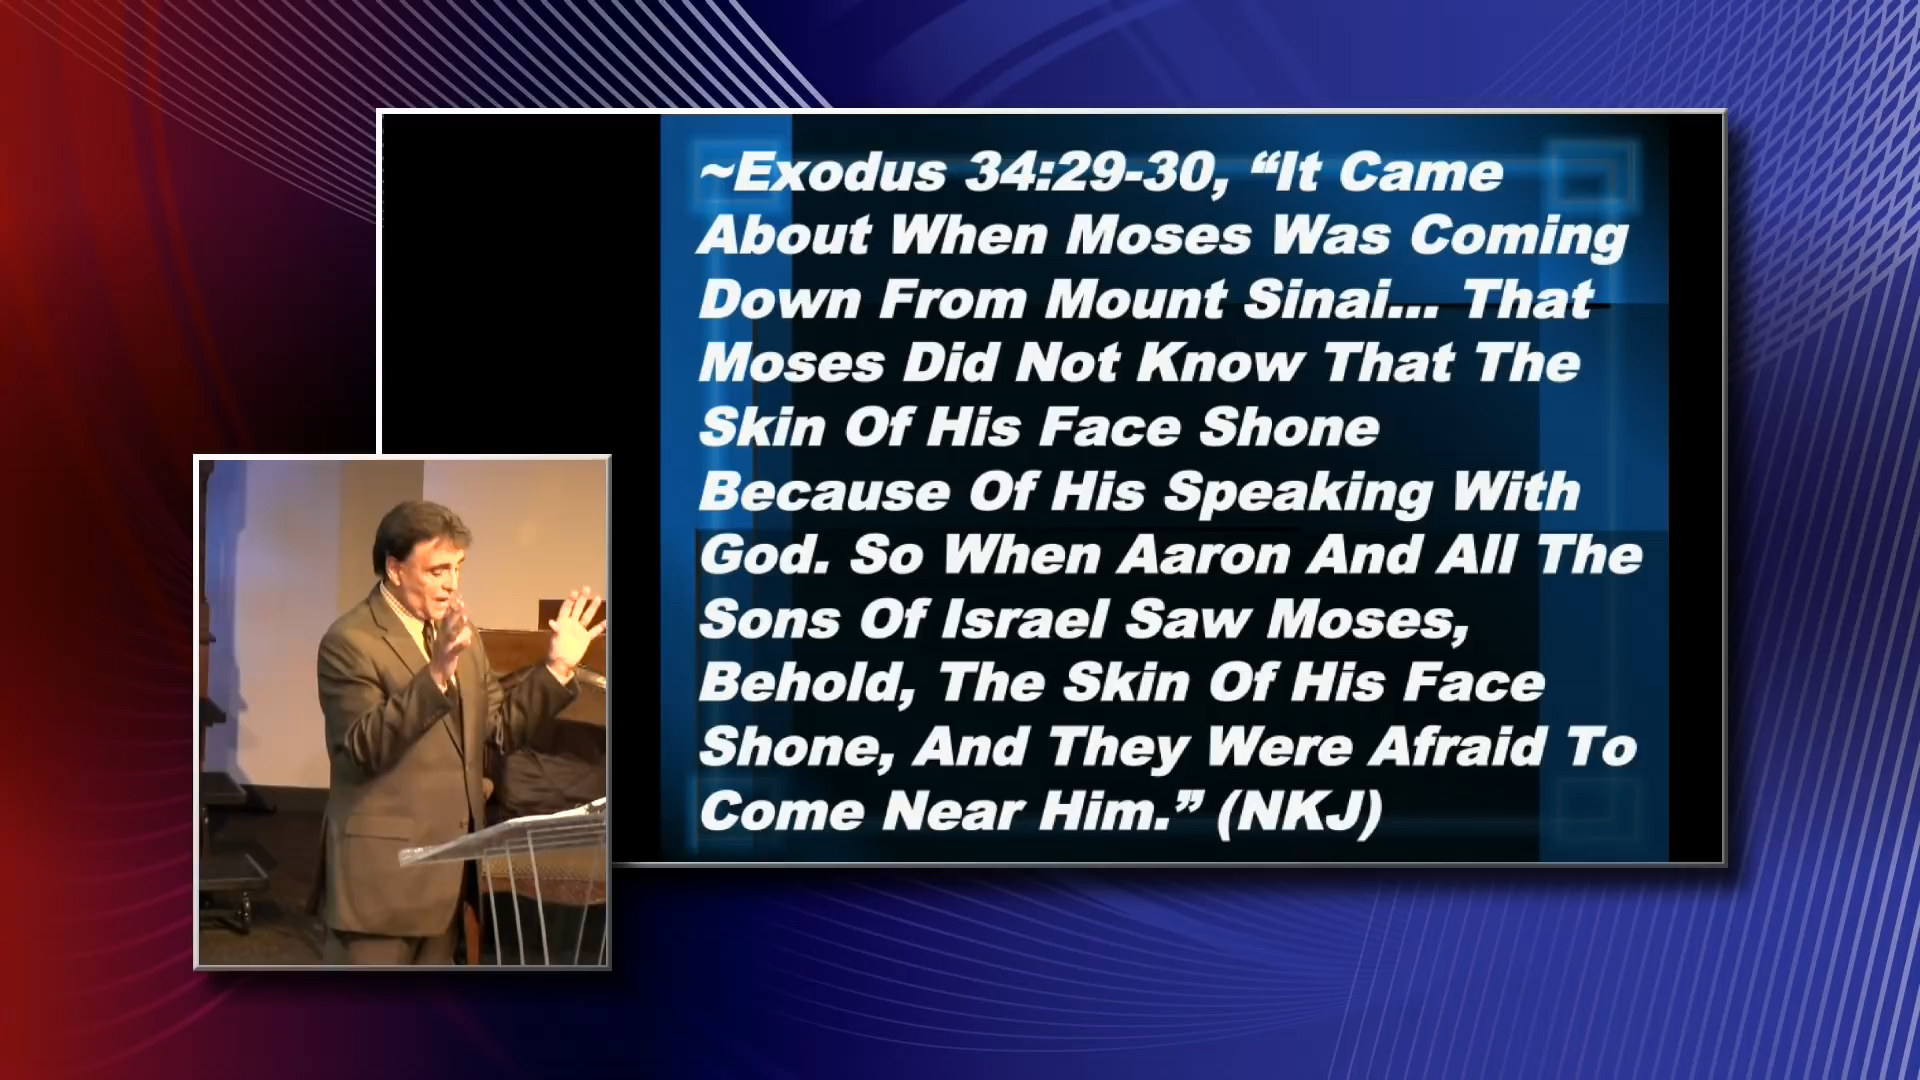 ~Exodus 34:29-30, “It Came
About When Moses Was Coming
Down From Mount Sinai... That
Moses Did Not Know That The
Skin Of His Face Shone
Because Of His Speaking With
God. So When Aaron And All The
Sons Of Israel Saw Moses,
Behold, The Skin Of His Face
Shone, And They Were Afraid To
Come Near Him.” (NKJ)